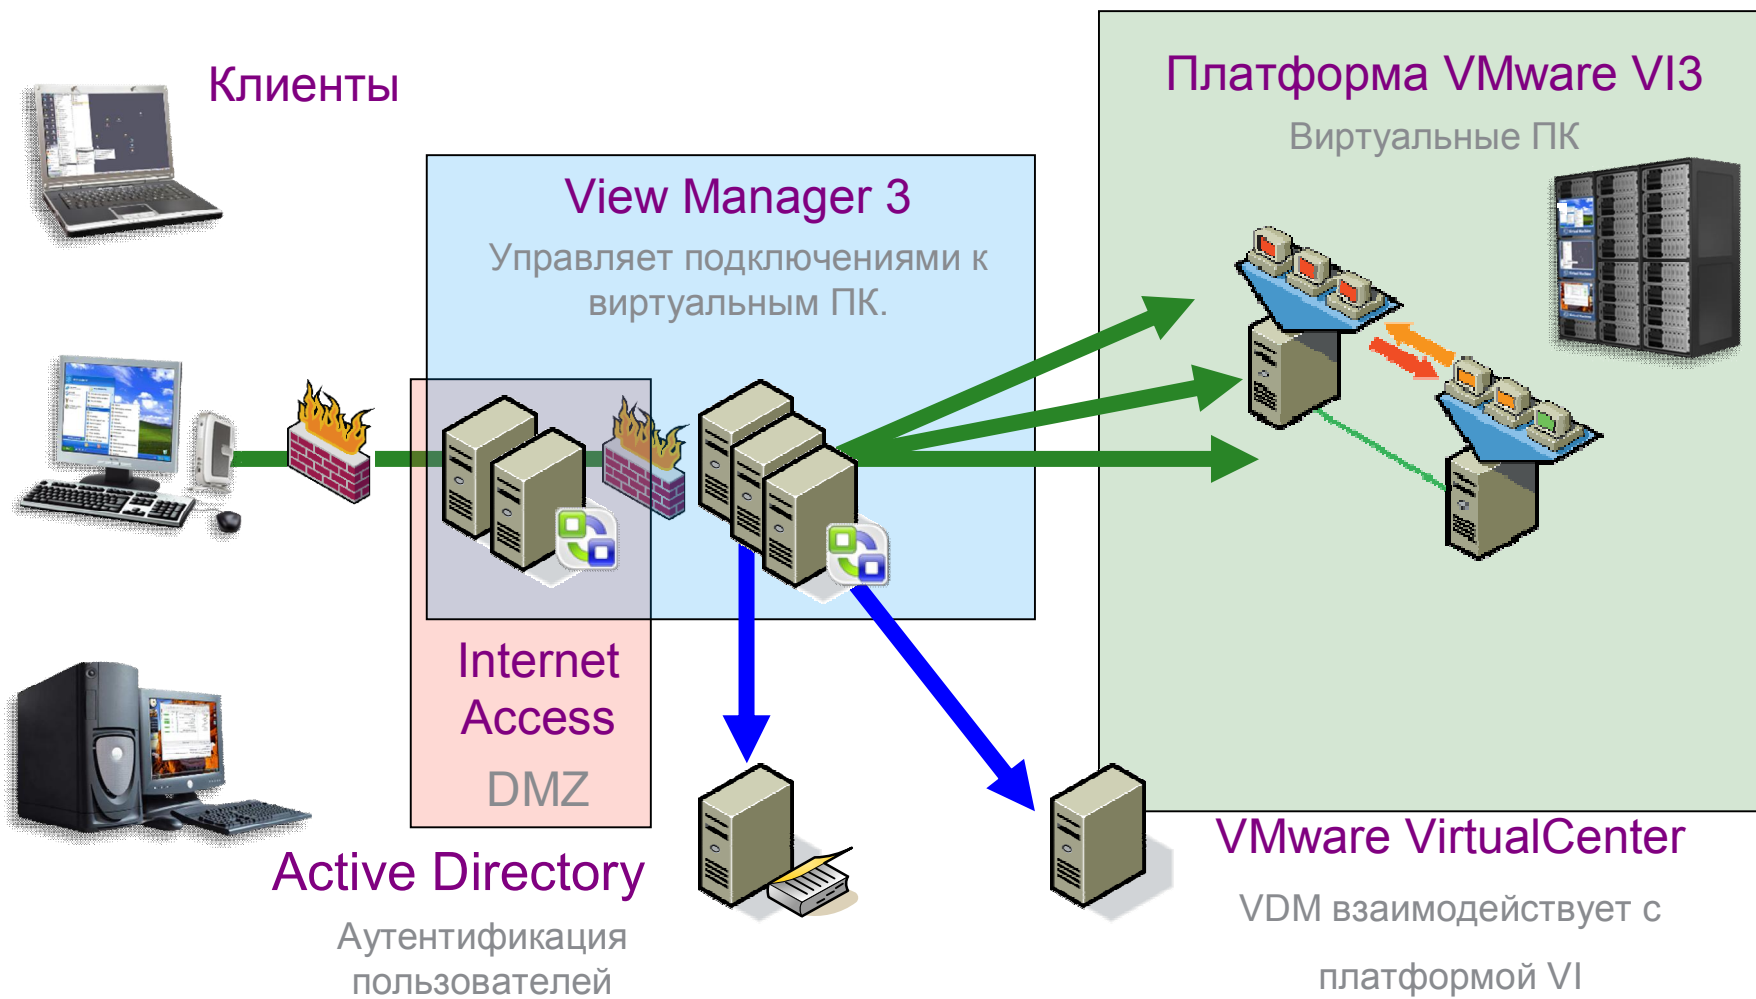 Клиенты
Платформа VMware VI3
Виртуальные ПК
View Manager 3
Управляет подключениями к
виртуальным ПК.
Internet
Access
DMZ
Active Directory
Аутентификация
пользователей
VMware VirtualCenter
VDM взаимодействует с
платформой VI